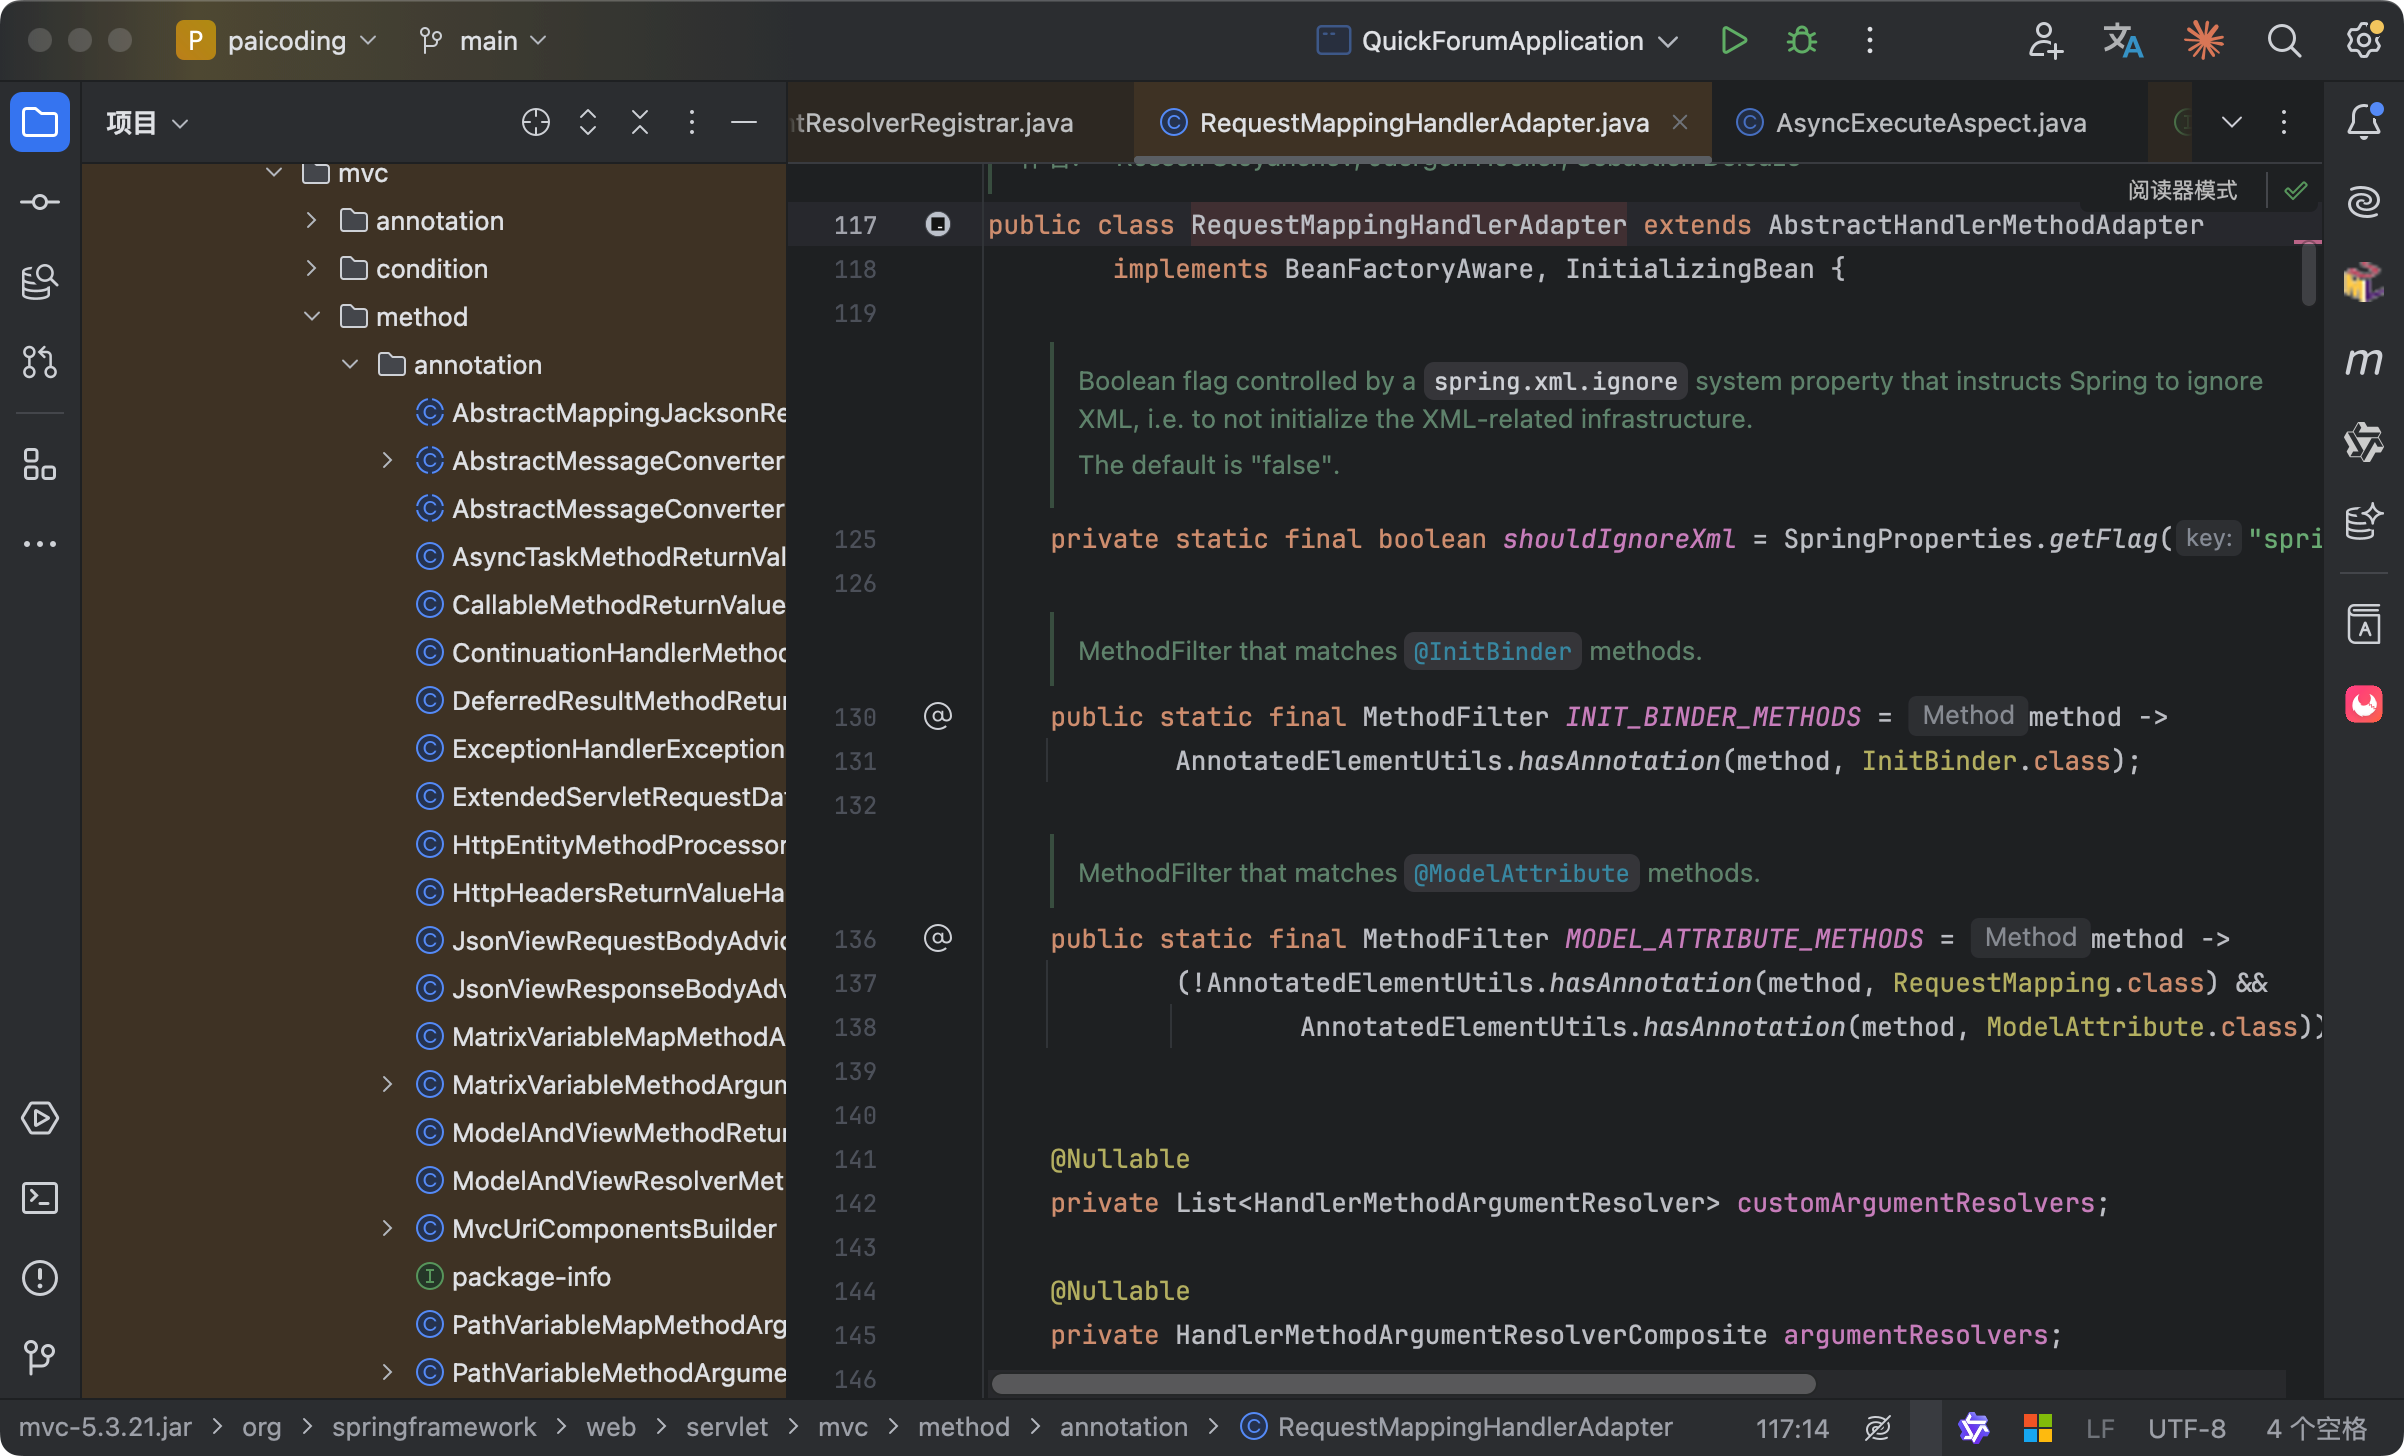 P paicoding main QuickForumApplication
项目
tResolverRegistrar.java RequestMappingHandlerAdapter.java AsyncExecuteAspect.java
阅读器模式
mvc
annotation
condition
method
annotation
AbstractMappingJacksonRe
AbstractMessageConverter
AbstractMessageConverter
AsyncTaskMethodReturnVal
CallableMethodReturnValue
ContinuationHandlerMethod
DeferredResultMethodRetur
ExceptionHandlerException
ExtendedServletRequestDat
HttpEntityMethodProcessor
HttpHeadersReturnValueHa
JsonViewRequestBodyAdvic
JsonViewResponseBodyAdv
MatrixVariableMapMethodA
MatrixVariableMethodArgum
ModelAndViewMethodRetur
ModelAndViewResolverMet
MvcUriComponentsBuilder
package-info
PathVariableMapMethodArg
PathVariableMethodArgume
117 public class RequestMappingHandlerAdapter extends AbstractHandlerMethodAdapter
118 implements BeanFactoryAware, InitializingBean {
119
Boolean flag controlled by a spring.xml.ignore system property that instructs Spring to ignore
XML, i.e. to not initialize the XML-related infrastructure.
The default is "false".
125 private static final boolean shouldIgnoreXml = SpringProperties.getFlag( key: "spri
126
MethodFilter that matches @InitBinder methods.
130 @ public static final MethodFilter INIT_BINDER_METHODS = Method method ->
131 AnnotatedElementUtils.hasAnnotation(method, InitBinder.class);
132
MethodFilter that matches @ModelAttribute methods.
136 @ public static final MethodFilter MODEL_ATTRIBUTE_METHODS = Method method ->
137 (!AnnotatedElementUtils.hasAnnotation(method, RequestMapping.class) &&
138 AnnotatedElementUtils.hasAnnotation(method, ModelAttribute.class))
139
140
141 @Nullable
142 private List<HandlerMethodArgumentResolver> customArgumentResolvers;
143
144 @Nullable
145 private HandlerMethodArgumentResolverComposite argumentResolvers;
146
mvc-5.3.21.jar > org > springframework > web > servlet > mvc > method > annotation > RequestMappingHandlerAdapter 117:14 LF UTF-8 4 个空格